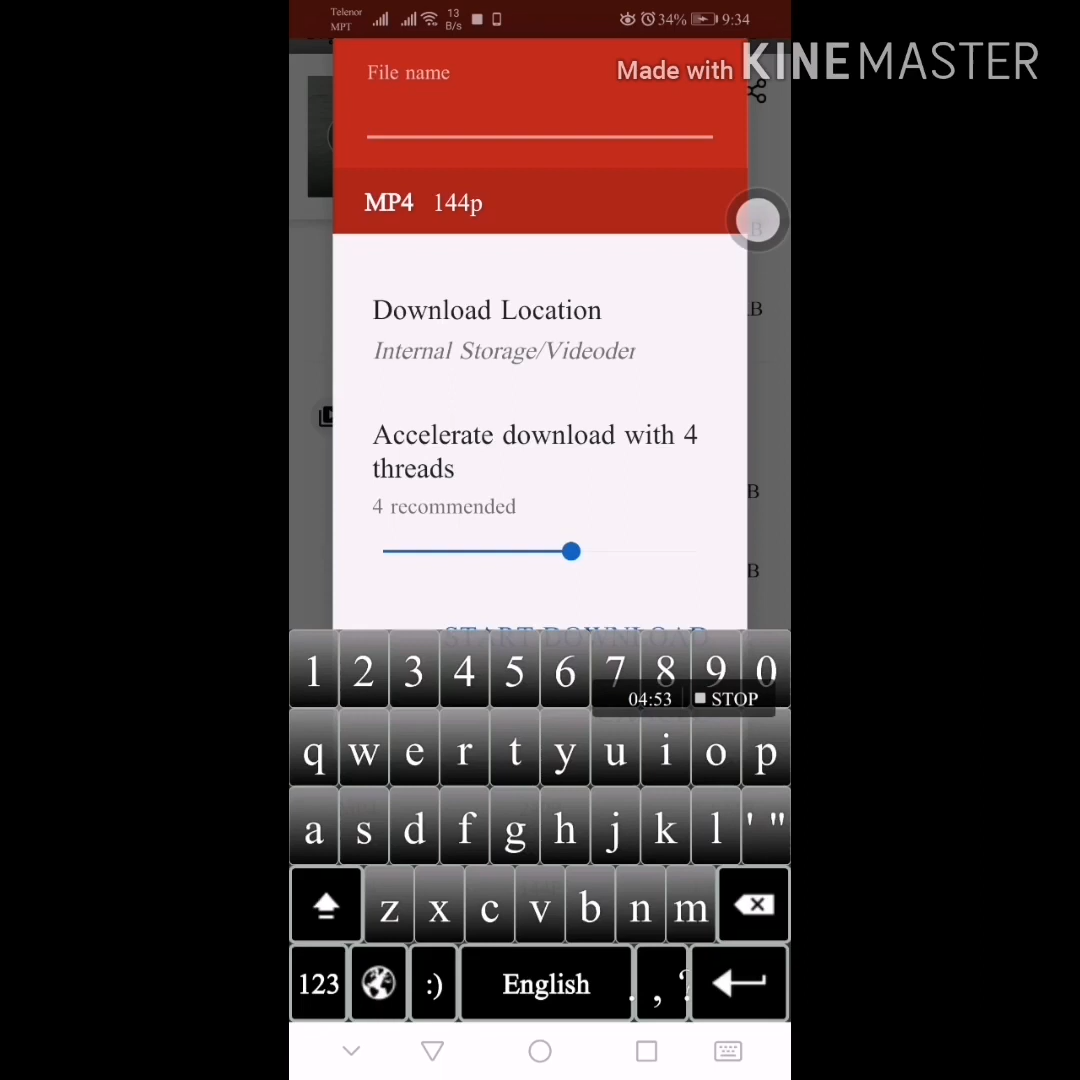 Telenor
MPT
13
B/s
34%
9:34
Made with KINEMASTER
File name
MP4 144p
B
B
Download Location
Internal Storage/Videoder
Accelerate download with 4
threads
4 recommended
B
B
START DOWNLOAD
1 2 3 4 5 6 7 8 9 0
04:53 STOP
q w e r t y u i o p
a s d f g h j k l ' "
z x c v b n m
123 :) English . , ?